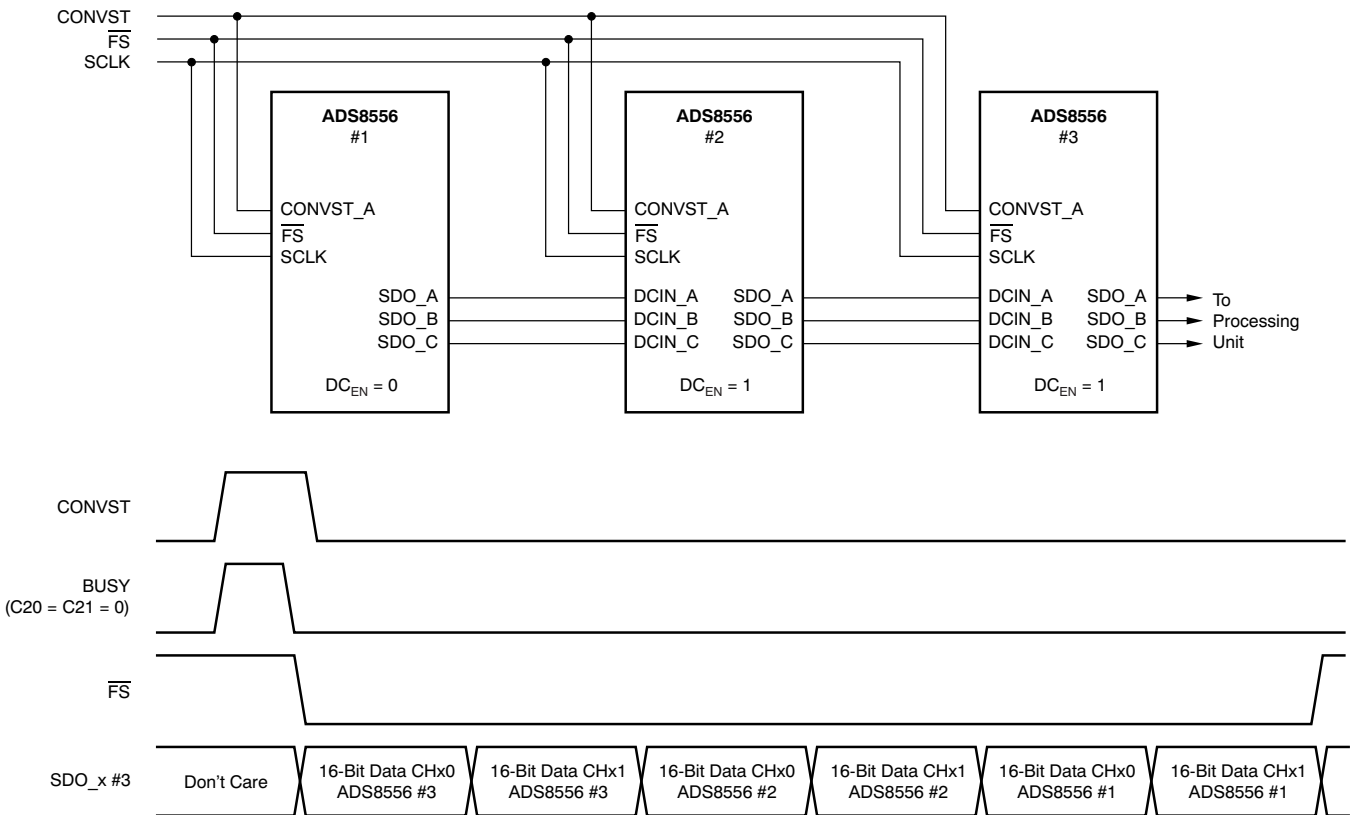 CONVST
FS
SCLK
ADS8556
#1
CONVST_A
FS
SCLK
SDO_A
SDO_B
SDO_C
DCEN = 0
ADS8556
#2
CONVST_A
FS
SCLK
DCIN_A
DCIN_B
DCIN_C
SDO_A
SDO_B
SDO_C
DCEN = 1
ADS8556
#3
CONVST_A
FS
SCLK
DCIN_A
DCIN_B
DCIN_C
SDO_A
SDO_B
SDO_C
DCEN = 1
To
Processing
Unit
CONVST
BUSY
(C20 = C21 = 0)
FS
SDO_x #3
Don't Care
16-Bit Data CHx0
ADS8556 #3
16-Bit Data CHx1
ADS8556 #3
16-Bit Data CHx0
ADS8556 #2
16-Bit Data CHx1
ADS8556 #2
16-Bit Data CHx0
ADS8556 #1
16-Bit Data CHx1
ADS8556 #1